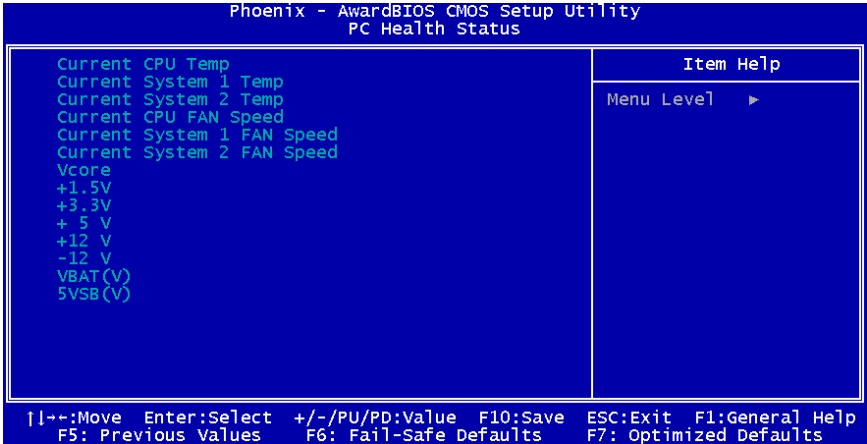 Phoenix - AwardBIOS CMOS Setup Utility
PC Health Status
Current CPU Temp
Current System 1 Temp
Current System 2 Temp
Current CPU FAN Speed
Current System 1 FAN Speed
Current System 2 FAN Speed
Vcore
+1.5V
+3.3V
+ 5 V
+12 V
-12 V
VBAT(V)
5VSB(V)
Item Help
Menu Level ►
↑↓→←:Move Enter:Select +/-/PU/PD:Value F10:Save ESC:Exit F1:General Help
F5: Previous Values F6: Fail-Safe Defaults F7: Optimized Defaults